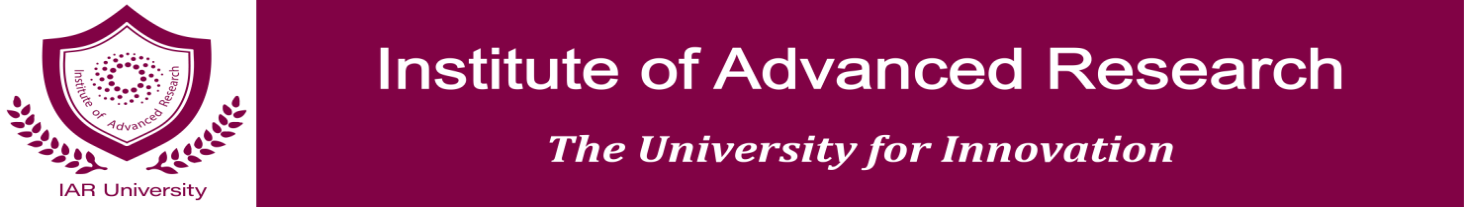 Institute of Advanced Research
IAR University
Institute of Advanced Research
The University for Innovation